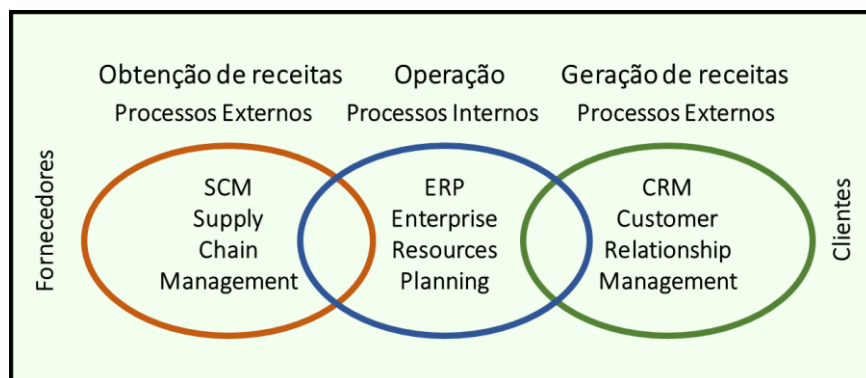 Obtenção de receitas
Processos Externos
Operação
Processos Internos
Geração de receitas
Processos Externos
Fornecedores
SCM
Supply
Chain
Management
ERP
Enterprise
Resources
Planning
CRM
Customer
Relationship
Management
Clientes